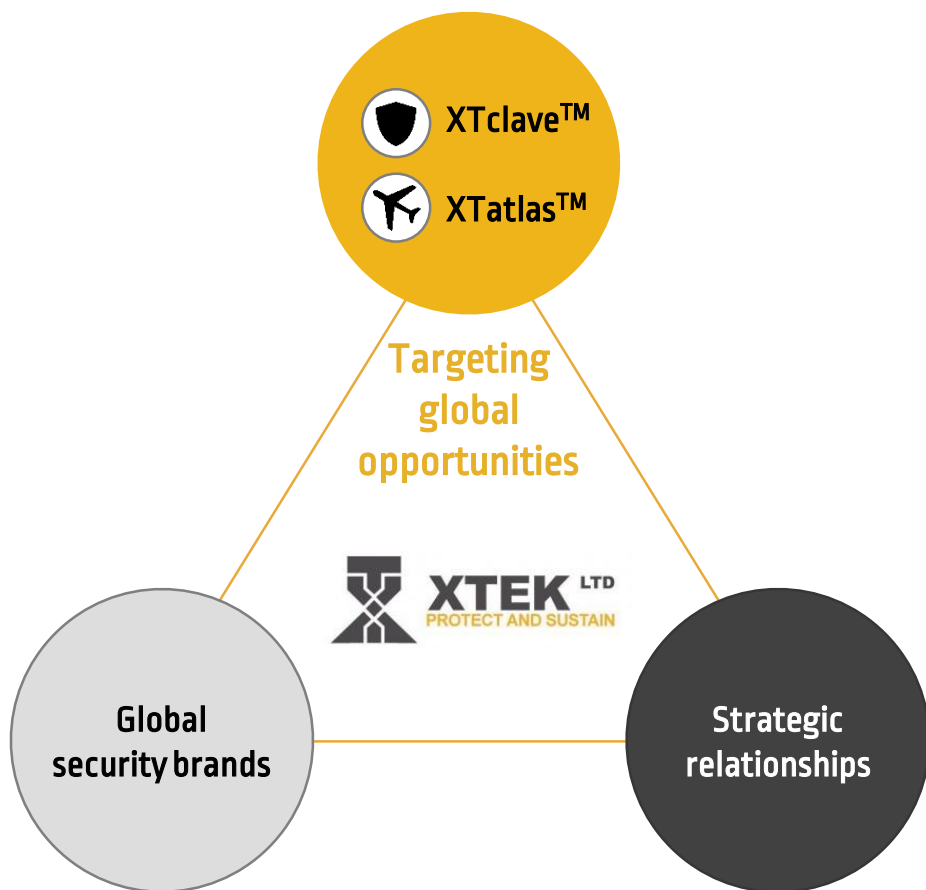 XTclave™
XTatlas™
Targeting
global
opportunities
XTEK LTD
PROTECT AND SUSTAIN
Global
security brands
Strategic
relationships